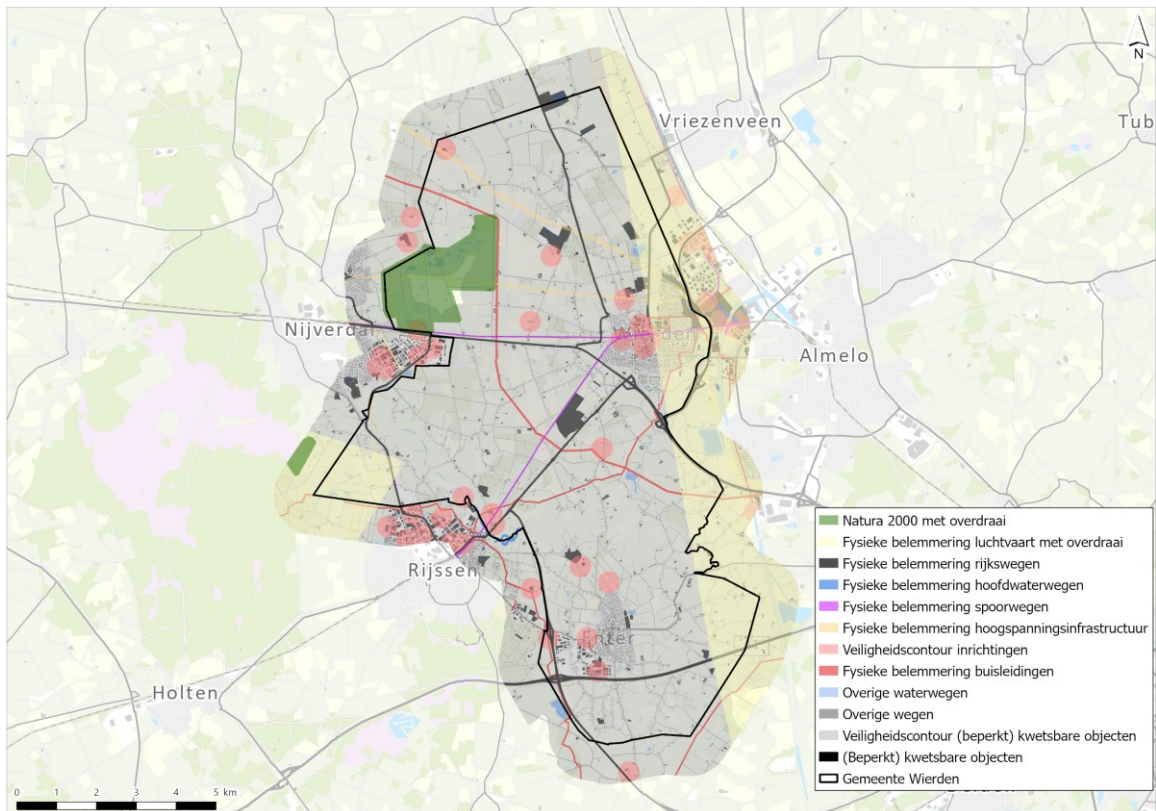 N
Vriezenveen
Tub
Nijverda
Almelo
Rijssen
Enter
Holten
Natura 2000 met overdraai
Fysieke belemmering luchtvaart met overdraai
Fysieke belemmering rijkswegen
Fysieke belemmering hoofdwaterwegen
Fysieke belemmering spoorwegen
Fysieke belemmering hoogspanningsinfrastructuur
Veiligheidscontour inrichtingen
Fysieke belemmering buisleidingen
Overige waterwegen
Overige wegen
Veiligheidscontour (beperkt) kwetsbare objecten
(Beperkt) kwetsbare objecten
Gemeente Wierden
0 1 2 3 4 5 km